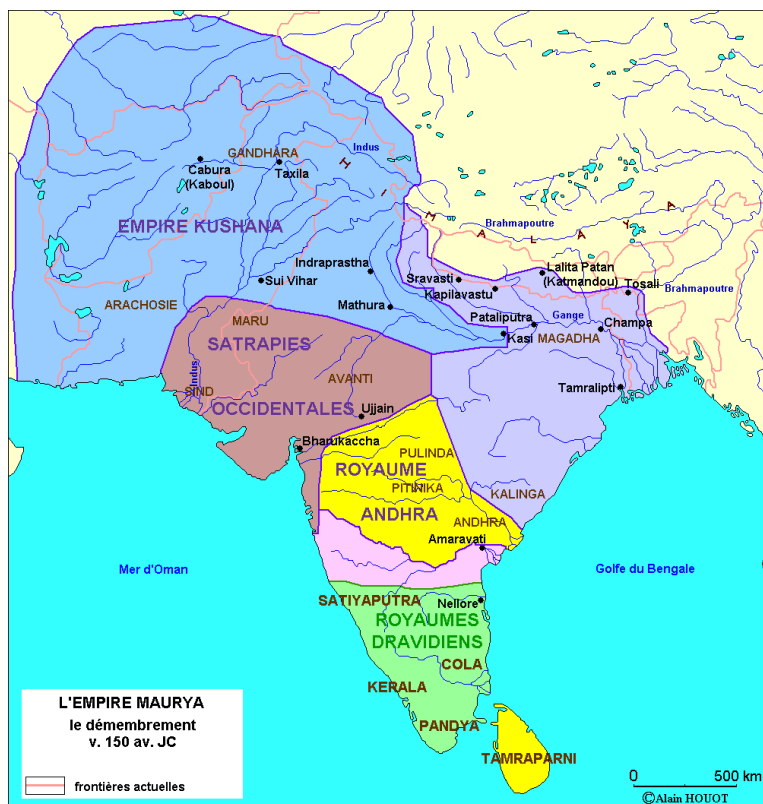 GANDHARA
Indus
Cabura
(Kaboul)
Taxila
HIMALAYA
EMPIRE KUSHANA
Brahmapoutre
Indraprastha
Sravasti
Lalita Patan
(Katmandou)
Sui Vihar
Kapilavastu
Tosali
Brahmapoutre
ARACHOSIE
Mathura
Pataliputra
Gange
MARU
Kasi
MAGADHA
Champa
SATRAPIES
AVANTI
Indus
SIND
Tamralipti
OCCIDENTALES
Ujjain
Bharukaccha
PULINDA
ROYAUME
PITINIKA
KALINGA
ANDHRA
ANDHRA
Amaravati
Mer d'Oman
Golfe du Bengale
SATIYAPUTRA
Nellore
ROYAUMES
DRAVIDIENS
COLA
KERALA
PANDYA
TAMRAPARNI
L'EMPIRE MAURYA
le démembrement
v. 150 av. JC
frontières actuelles
0 500 km
©Alain HOUOT